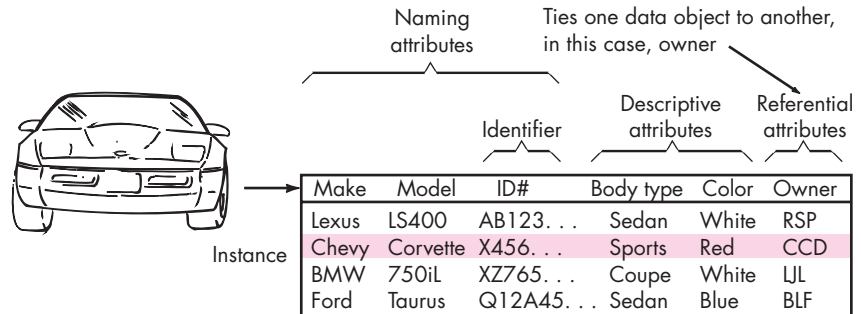 Naming
attributes
Ties one data object to another,
in this case, owner
Identifier
Descriptive
attributes
Referential
attributes
Instance
Make Model ID# Body type Color Owner
Lexus LS400 AB123. . . Sedan White RSP
Chevy Corvette X456. . . Sports Red CCD
BMW 750iL XZ765. . . Coupe White LJL
Ford Taurus Q12A45. . . Sedan Blue BLF